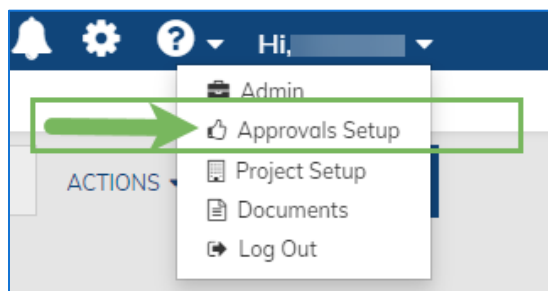 Hi,
Admin
Approvals Setup
ACTIONS
Project Setup
Documents
Log Out